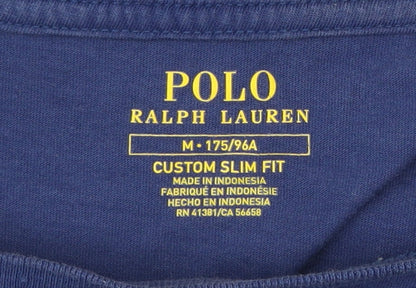 POLO
RALPH LAUREN
M • 175/96A
CUSTOM SLIM FIT
MADE IN INDONESIA
FABRIQUÉ EN INDONÉSIE
HECHO EN INDONESIA
RN 41381/CA 56658